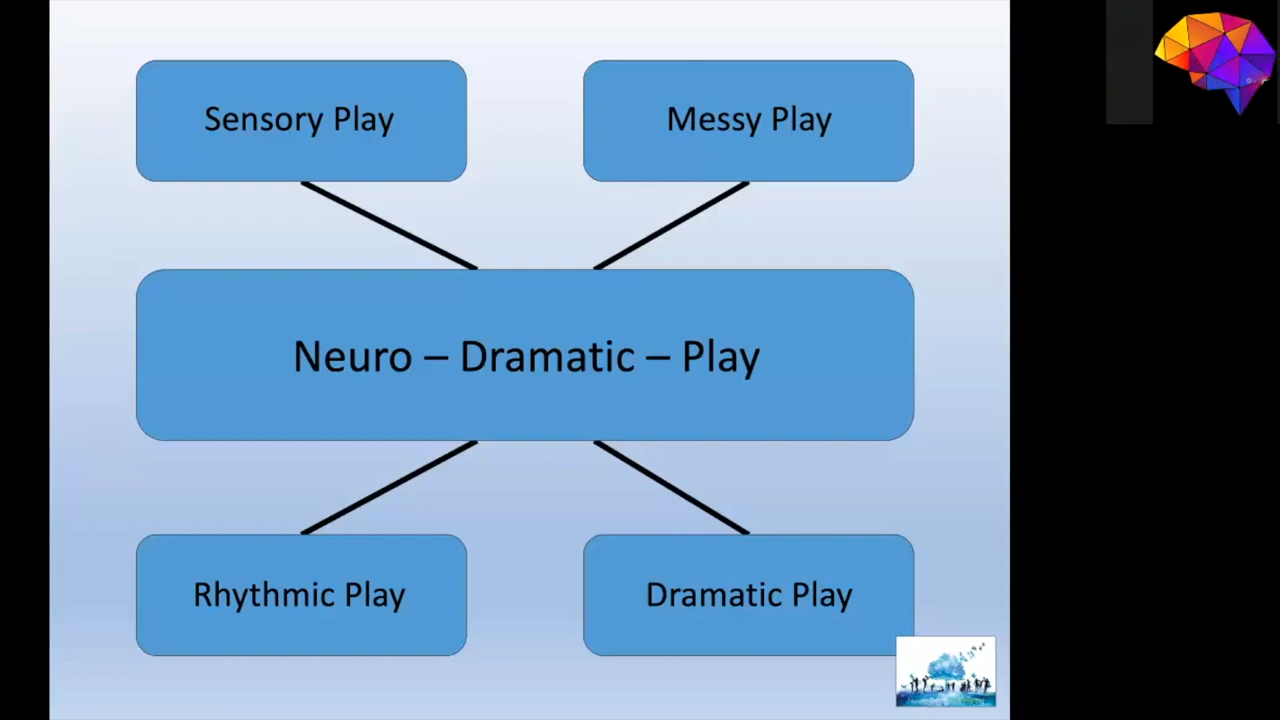 Sensory Play
Messy Play
Neuro – Dramatic – Play
Rhythmic Play
Dramatic Play